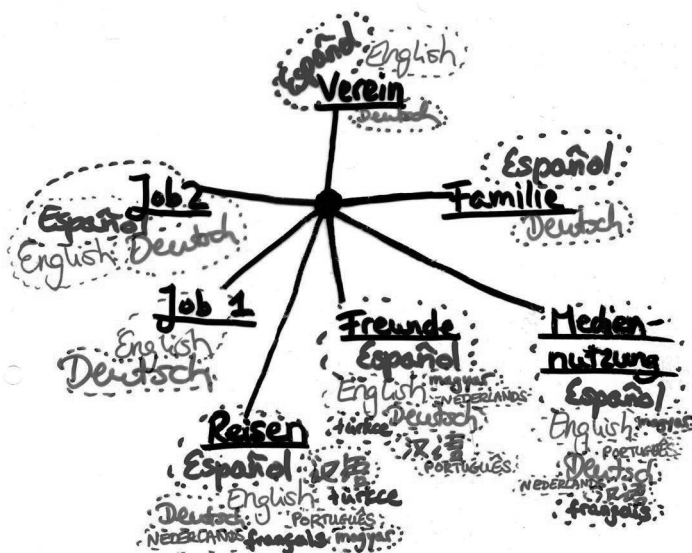 Español English
Verein
Deutsch
Job 2
Español
English Deutsch
Español
Familie
Deutsch
Job 1
English
Deutsch
Freunde
Español
English magyar
NEDERLANDS
Deutsch
türkce
汉语
PORTUGUÊS
Medien-
nutzung
Español
English magyar
PORTUGUÊS
Deutsch
NEDERLANDS 汉语
français
Reisen
Español 汉语
English türkce
Deutsch PORTUGUÊS
NEDERLANDS français magyar